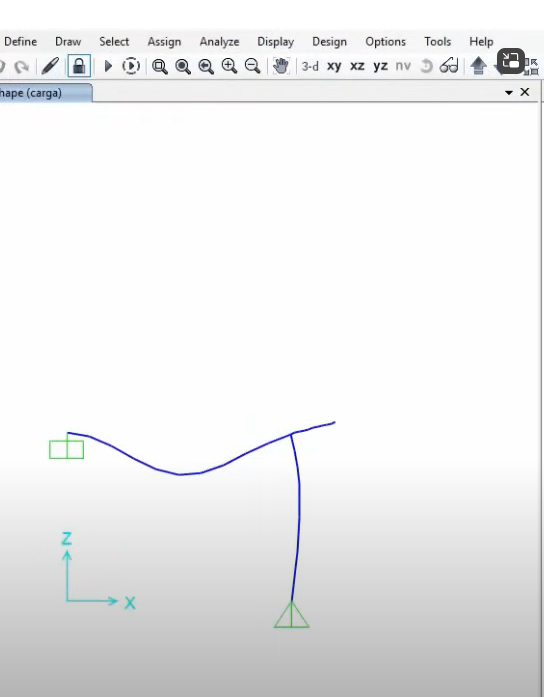 Define Draw Select Assign Analyze Display Design Options Tools Help
3-d xy xz yz nv
hape (carga)
Z
X